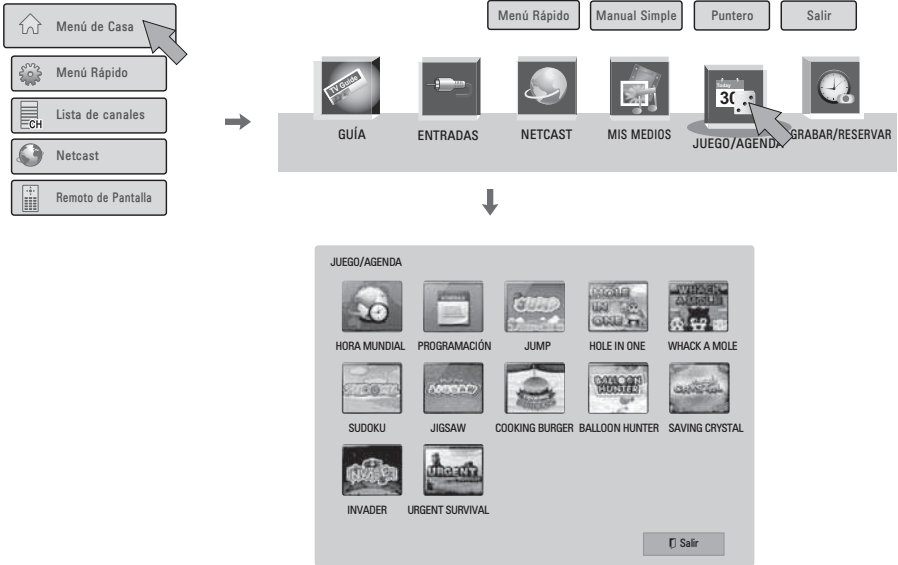 Menú de Casa
Menú Rápido
CH Lista de canales
Netcast
Remoto de Pantalla
Menú Rápido Manual Simple Puntero Salir
TV Guide
Today
30
GUÍA ENTRADAS NETCAST MIS MEDIOS JUEGO/AGENDA GRABAR/RESERVAR
JUEGO/AGENDA
JUMP HOLE IN ONE WHACK A MOLE
HORA MUNDIAL PROGRAMACIÓN JUMP HOLE IN ONE WHACK A MOLE
JIGSAW BALLOON HUNTER CRYSTAL
SUDOKU JIGSAW COOKING BURGER BALLOON HUNTER SAVING CRYSTAL
INVADER URGENT
INVADER URGENT SURVIVAL
Salir